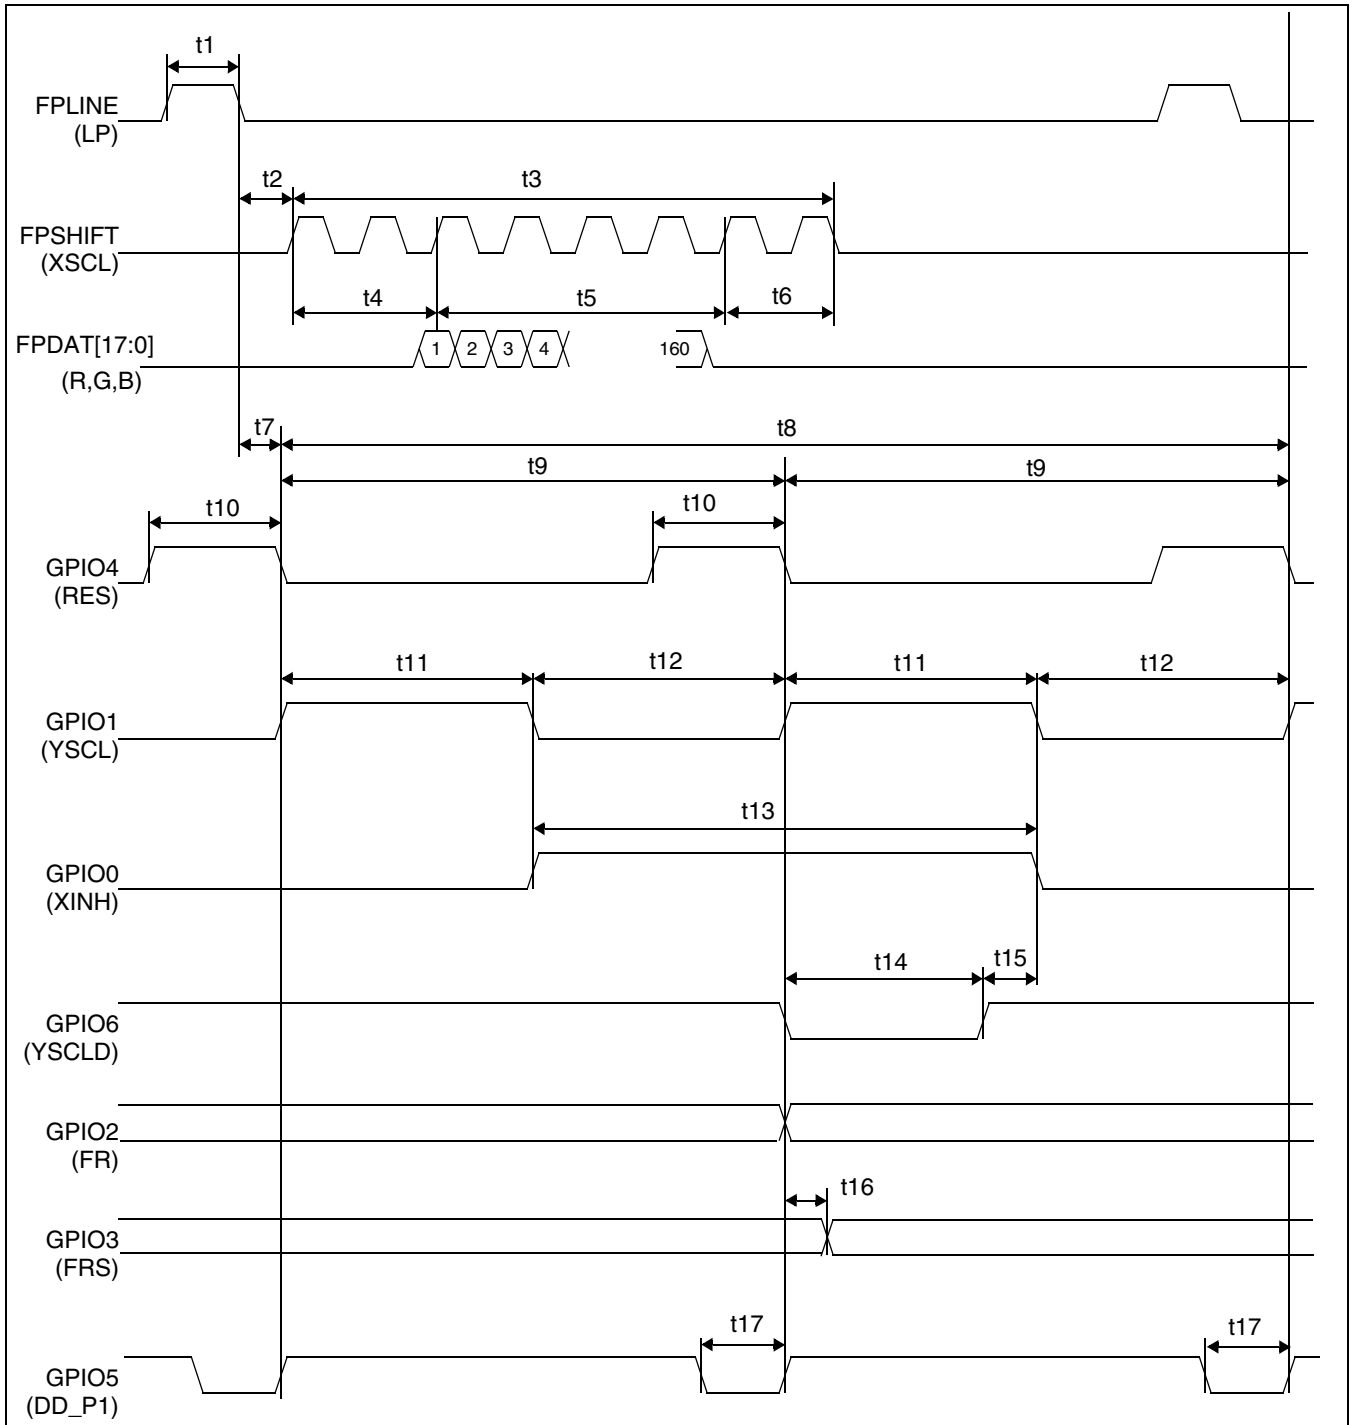 t1
FPLINE
(LP)
t2
t3
FPSHIFT
(XSCL)
t4
t5
t6
FPDAT[17:0]
(R,G,B)
1
2
3
4
160
t7
t8
t9
t9
t10
t10
GPIO4
(RES)
t11
t12
t11
t12
GPIO1
(YSCL)
t13
GPIO0
(XINH)
t14
t15
GPIO6
(YSCLD)
GPIO2
(FR)
t16
GPIO3
(FRS)
t17
t17
GPIO5
(DD_P1)